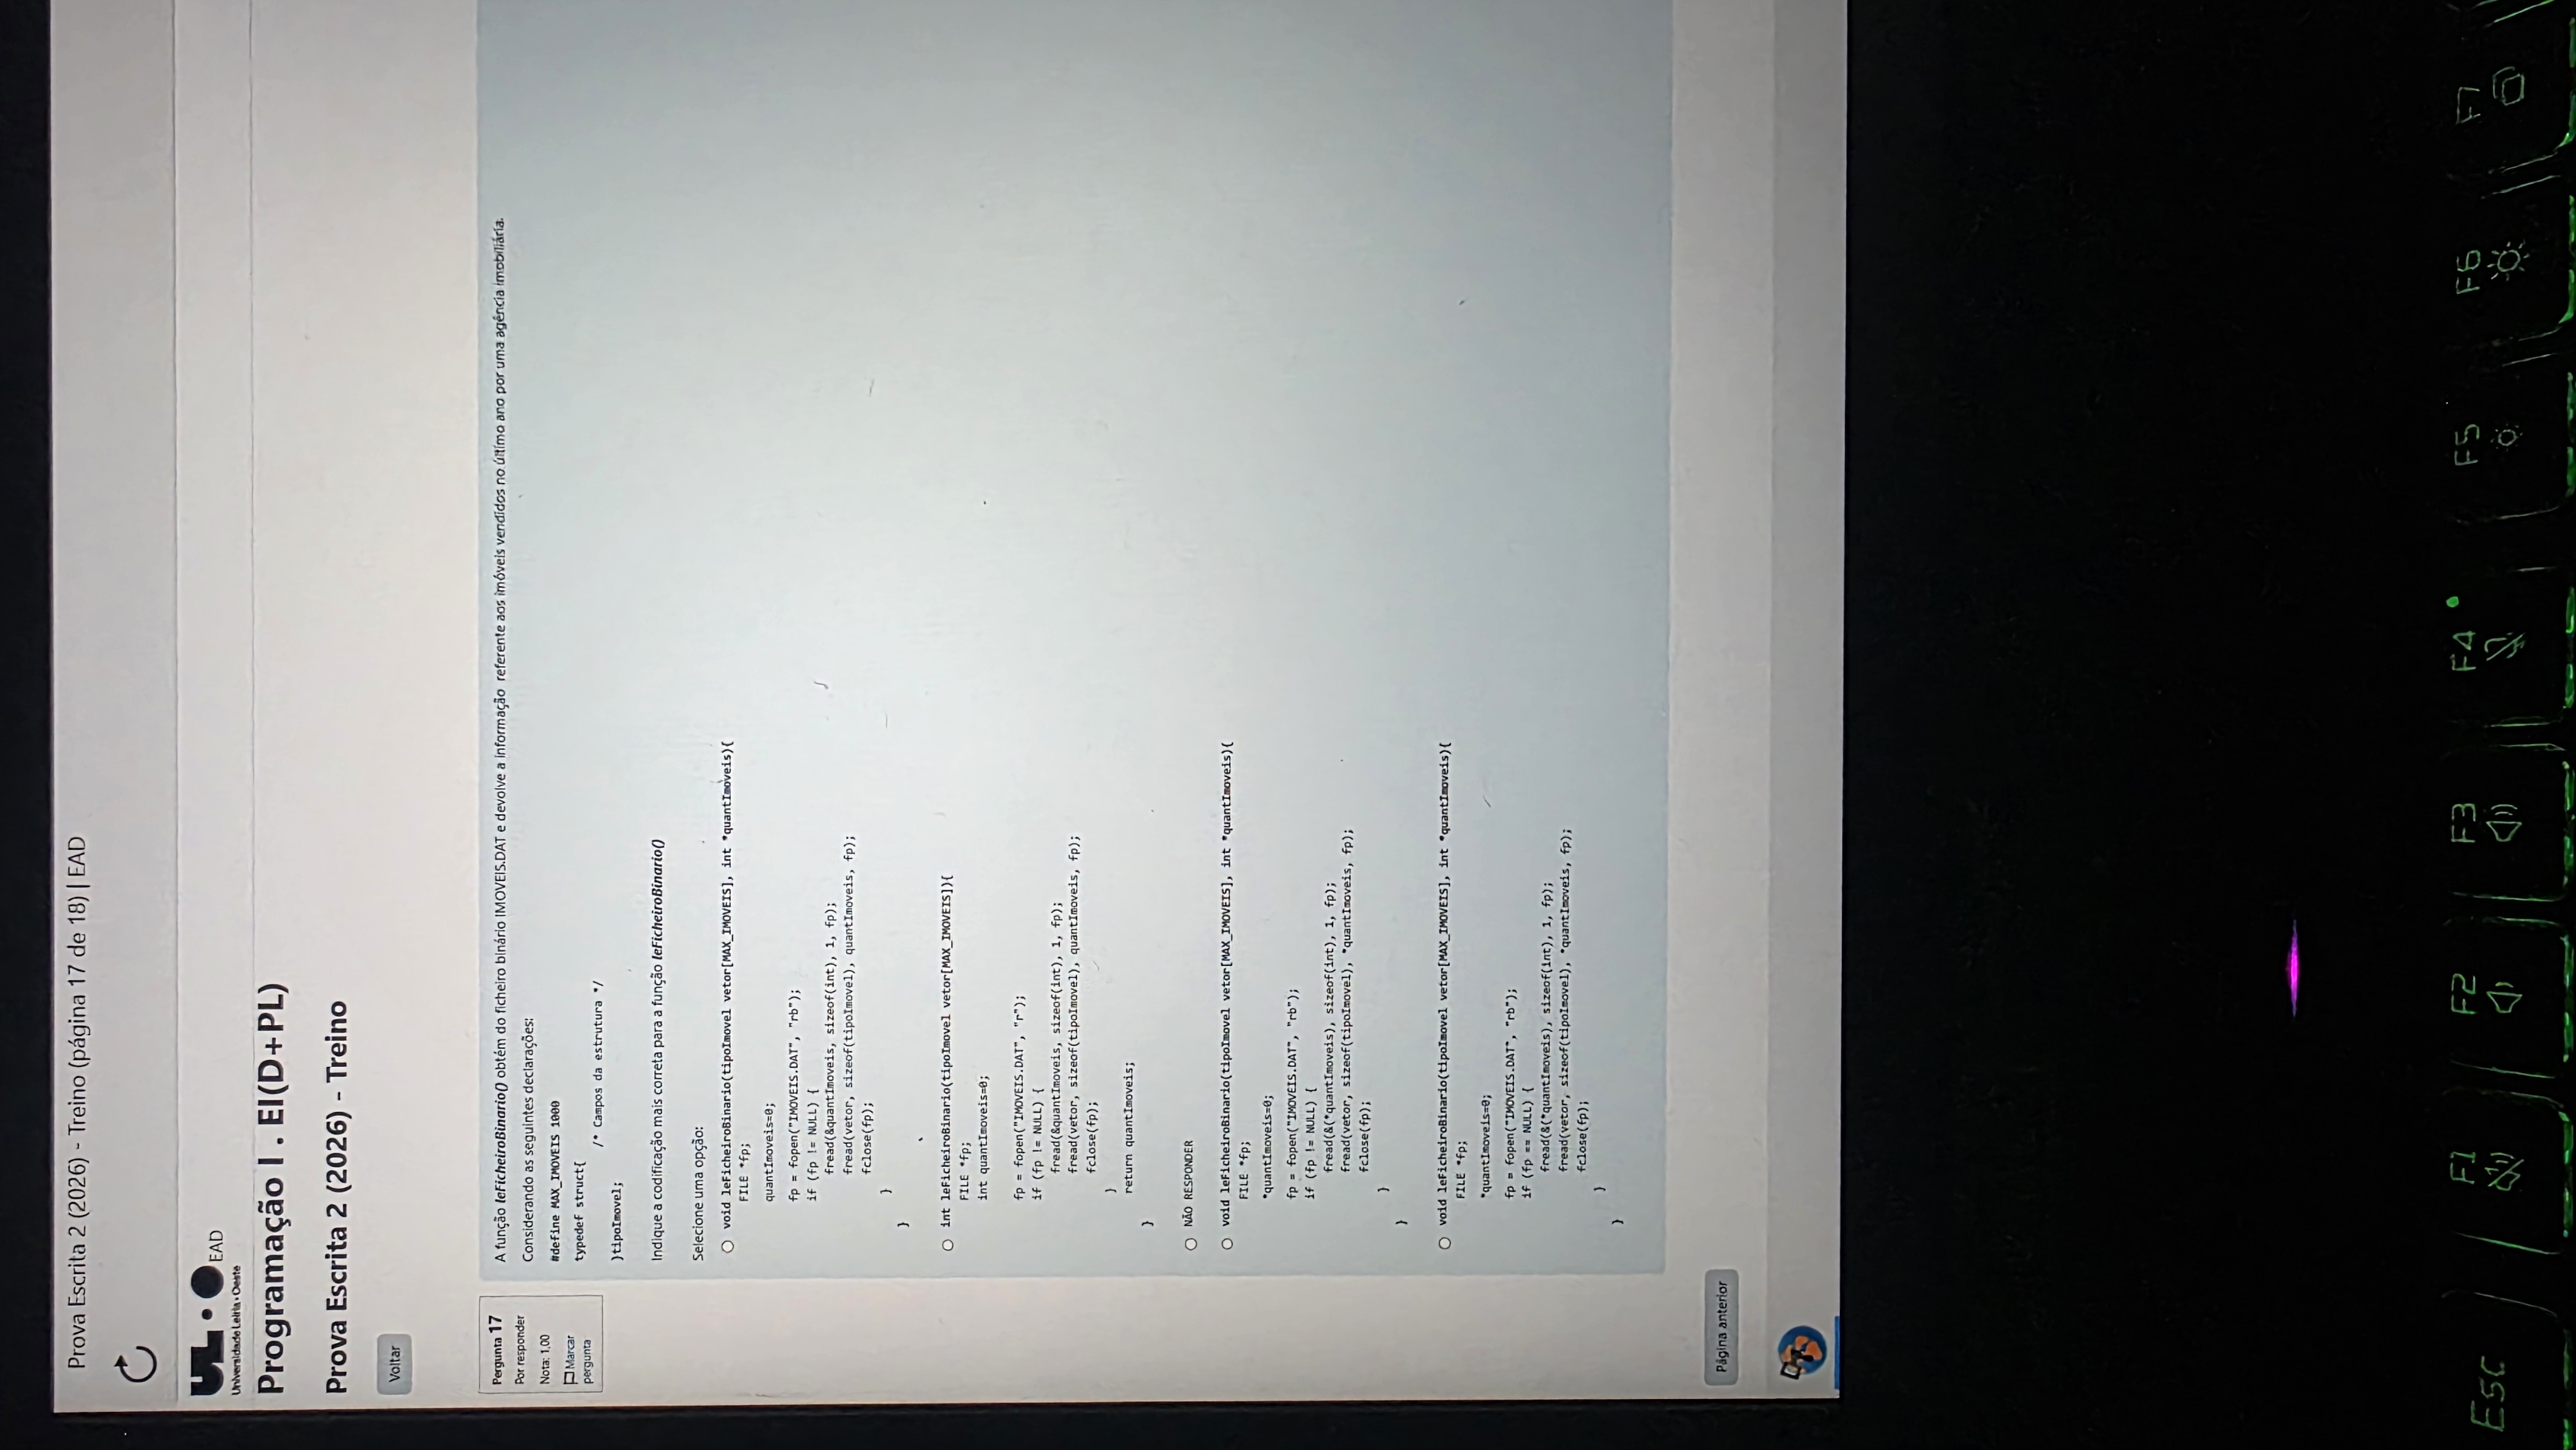 Prova Escrita 2 (2026) - Treino (página 17 de 18) | EAD
UL EAD
Universidade Leiria • Oeste
Programação I . EI(D+PL)
Prova Escrita 2 (2026) - Treino
Voltar
Pergunta 17
Por responder
Nota: 1,00
Marcar
pergunta
A função leFicheiroBinario() obtém do ficheiro binário IMOVEIS.DAT e devolve a informação referente aos imóveis vendidos no último ano por uma agência imobiliária.
Considerando as seguintes declarações:
#define MAX_IMOVEIS 1000
typedef struct{
/* Campos da estrutura */
}tipoImovel;
Indique a codificação mais correta para a função leFicheiroBinario()
Selecione uma opção:
void leFicheiroBinario(tipoImovel vetor[MAX_IMOVEIS], int *quantImoveis){
FILE *fp;
quantImoveis=0;
fp = fopen("IMOVEIS.DAT", "rb");
if (fp != NULL) {
fread(&quantImoveis, sizeof(int), 1, fp);
fread(vetor, sizeof(tipoImovel), quantImoveis, fp);
fclose(fp);
}
}
int leFicheiroBinario(tipoImovel vetor[MAX_IMOVEIS]){
FILE *fp;
int quantImoveis=0;
fp = fopen("IMOVEIS.DAT", "r");
if (fp != NULL) {
fread(&quantImoveis, sizeof(int), 1, fp);
fread(vetor, sizeof(tipoImovel), quantImoveis, fp);
fclose(fp);
}
return quantImoveis;
}
NÃO RESPONDER
void leFicheiroBinario(tipoImovel vetor[MAX_IMOVEIS], int *quantImoveis){
FILE *fp;
*quantImoveis=0;
fp = fopen("IMOVEIS.DAT", "rb");
if (fp != NULL) {
fread(&(*quantImoveis), sizeof(int), 1, fp);
fread(vetor, sizeof(tipoImovel), *quantImoveis, fp);
fclose(fp);
}
}
void leFicheiroBinario(tipoImovel vetor[MAX_IMOVEIS], int *quantImoveis){
FILE *fp;
*quantImoveis=0;
fp = fopen("IMOVEIS.DAT", "rb");
if (fp == NULL) {
fread(&(*quantImoveis), sizeof(int), 1, fp);
fread(vetor, sizeof(tipoImovel), *quantImoveis, fp);
fclose(fp);
}
}
Página anterior
Esc F1 F2 F3 F4 F5 F6 F7